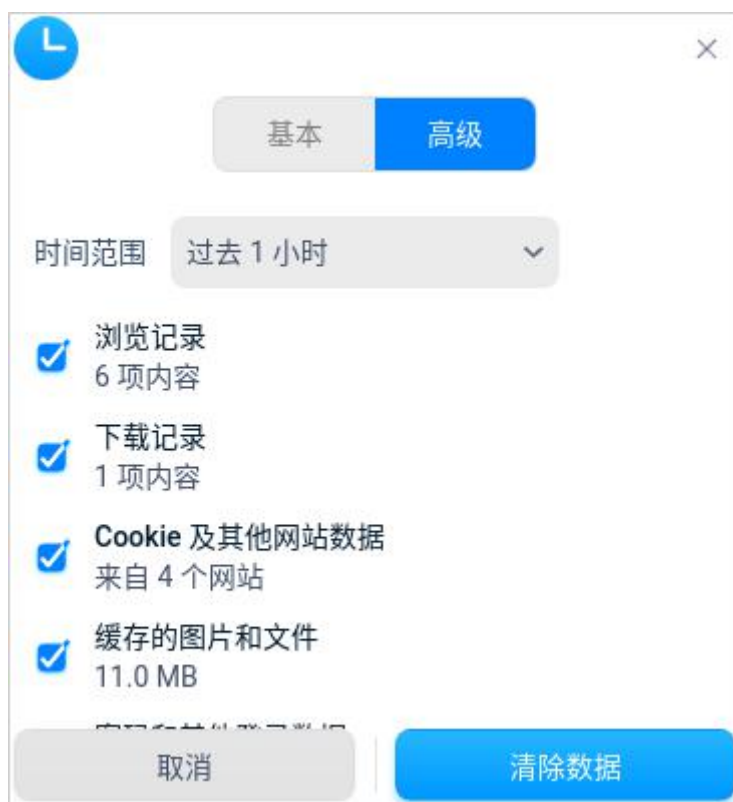 基本
高级
时间范围
过去 1 小时
浏览记录
6 项内容
下载记录
1 项内容
Cookie 及其他网站数据
来自 4 个网站
缓存的图片和文件
11.0 MB
取消
清除数据